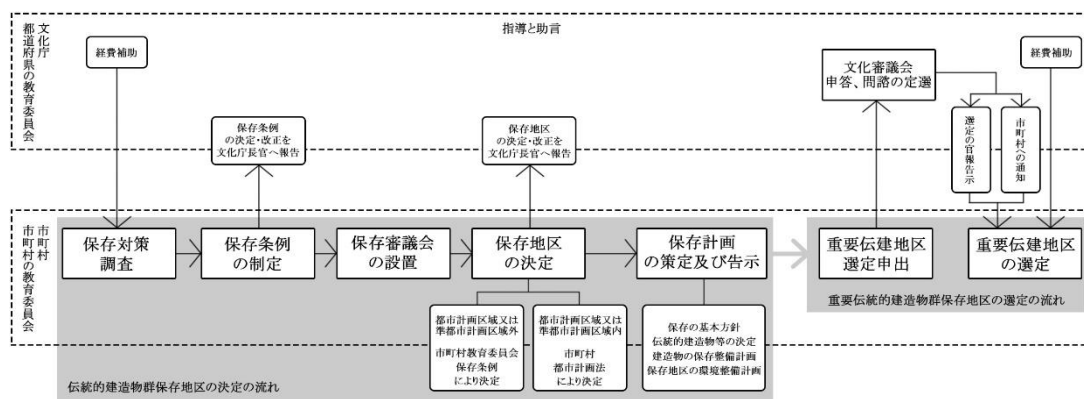 文化庁
都道府県の教育委員会
指導と助言
経費補助
保存条例
の決定・改正を
文化庁長官へ報告
保存地区
の決定・改正を
文化庁長官へ報告
文化審議会
申答、問諮の定選
経費補助
選定の官報告示
市町村への通知
市町村
市町村の教育委員会
保存対策
調査
保存条例
の制定
保存審議会
の設置
保存地区
の決定
保存計画
の策定及び告示
重要伝建地区
選定申出
重要伝建地区
の選定
都市計画区域又は
準都市計画区域外
市町村教育委員会
保存条例
により決定
都市計画区域又は
準都市計画区域内
市町村
都市計画法
により決定
保存の基本方針
伝統的建造物等の決定
建造物の保存整備計画
保存地区の環境整備計画
重要伝統的建造物群保存地区の選定の流れ
伝統的建造物群保存地区の決定の流れ